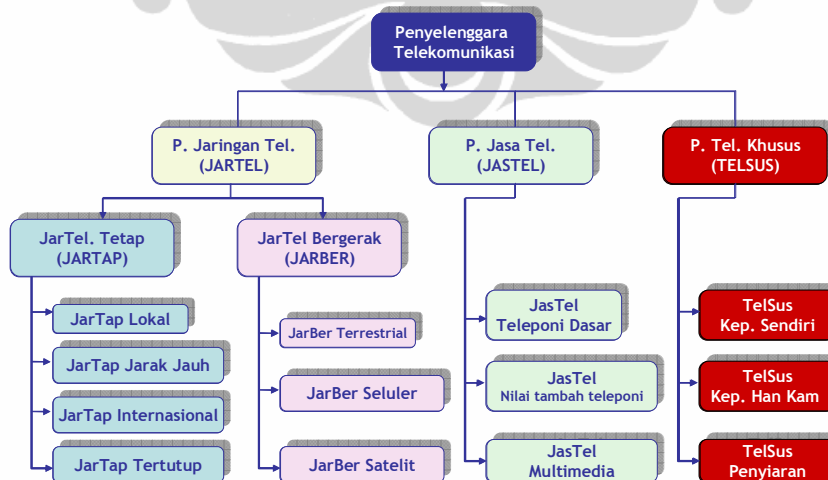 Penyelenggara
Telekomunikasi
P. Jaringan Tel.
(JARTEL)
P. Jasa Tel.
(JASTEL)
P. Tel. Khusus
(TELSUS)
JarTel. Tetap
(JARTAP)
JarTel Bergerak
(JARBER)
JarTap Lokal
JarTap Jarak Jauh
JarTap Internasional
JarTap Tertutup
JarBer Terrestrial
JarBer Seluler
JarBer Satelit
JasTel
Teleponi Dasar
JasTel
Nilai tambah teleponi
JasTel
Multimedia
TelSus
Kep. Sendiri
TelSus
Kep. Han Kam
TelSus
Penyiaran